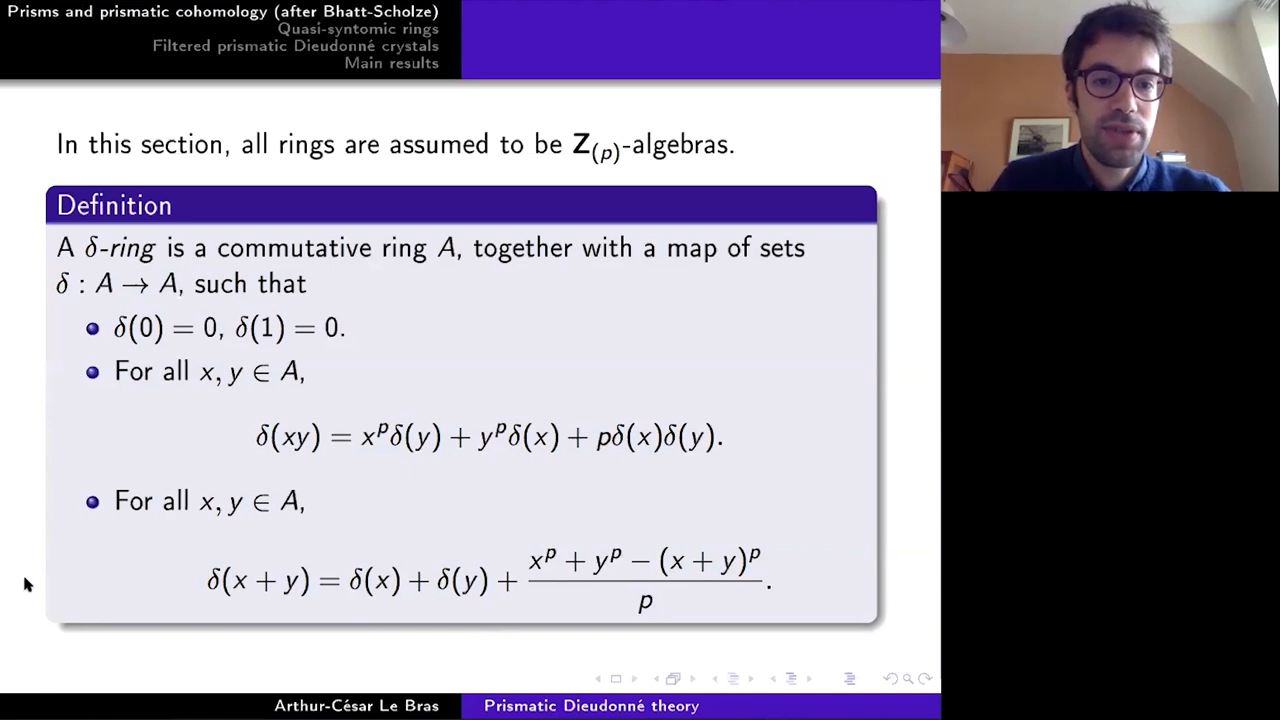 Prisms and prismatic cohomology (after Bhatt-Scholze)
Quasi-syntomic rings
Filtered prismatic Dieudonné crystals
Main results
In this section, all rings are assumed to be Z_(p)-algebras.
Definition
A δ-ring is a commutative ring A, together with a map of sets
δ : A → A, such that
δ(0) = 0, δ(1) = 0.
For all x, y ∈ A,
δ(xy) = x^p δ(y) + y^p δ(x) + pδ(x)δ(y).
For all x, y ∈ A,
δ(x + y) = δ(x) + δ(y) + \frac{x^p + y^p − (x + y)^p}{p}.
Arthur-César Le Bras Prismatic Dieudonné theory